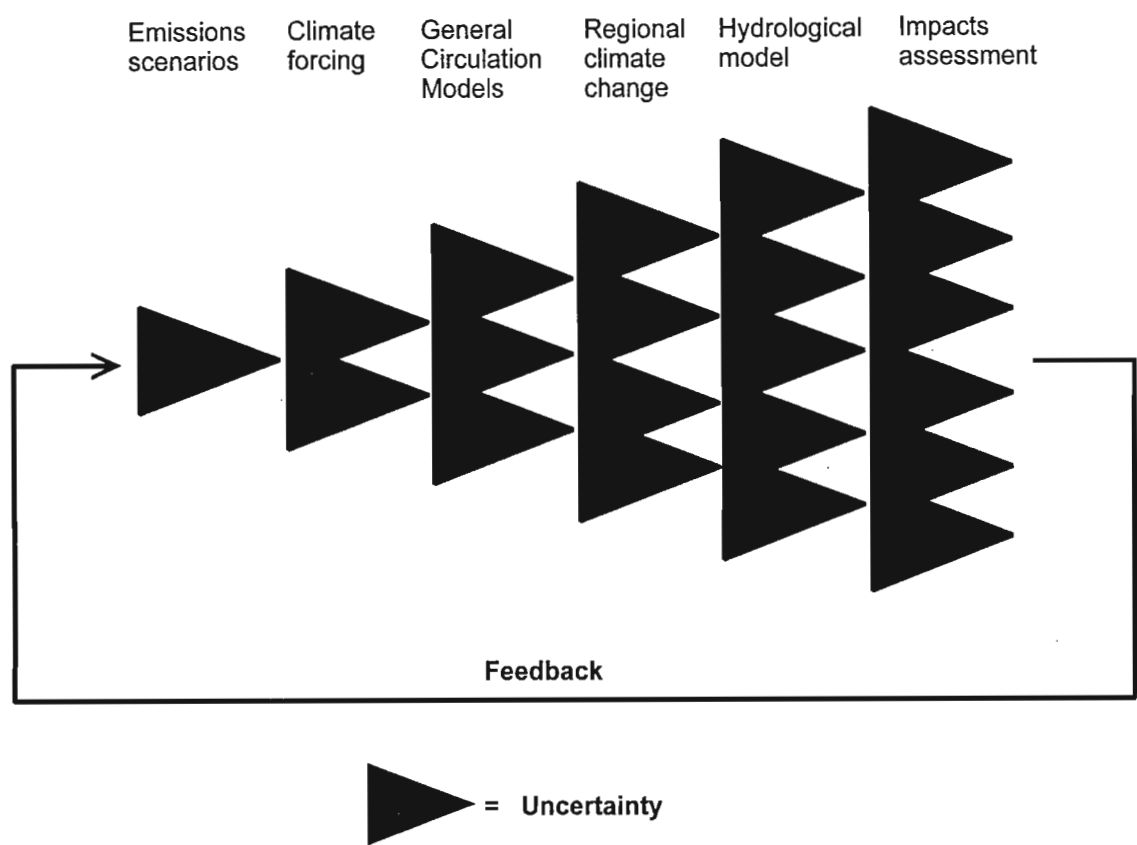 Emissions
scenarios
Climate
forcing
General
Circulation
Models
Regional
climate
change
Hydrological
model
Impacts
assessment
Feedback
= Uncertainty